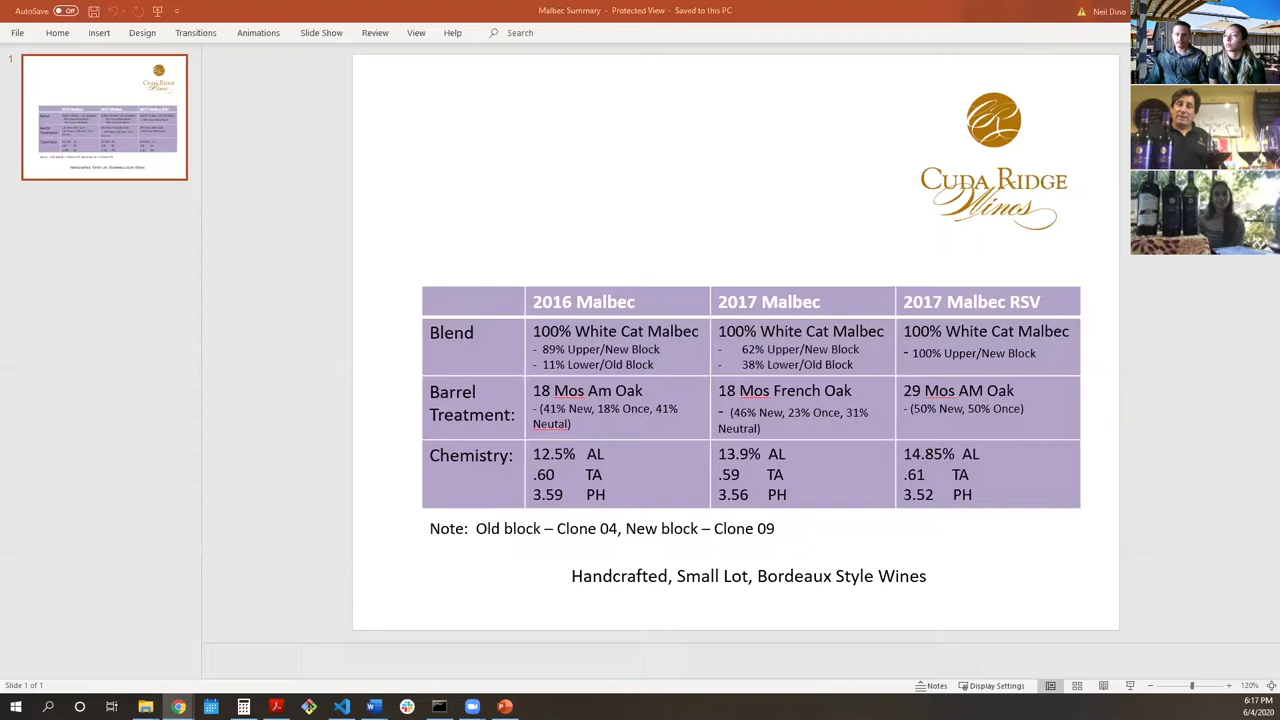 AutoSave Off
Malbec Summary - Protected View - Saved to this PC
Neil Dino
File Home Insert Design Transitions Animations Slide Show Review View Help Search
1
CUDA RIDGE
Wines
2016 Malbec 2017 Malbec 2017 Malbec RSV
Blend 100% White Cat Malbec 100% White Cat Malbec 100% White Cat Malbec
- 89% Upper/New Block - 62% Upper/New Block - 100% Upper/New Block
- 11% Lower/Old Block - 38% Lower/Old Block
Barrel 18 Mos Am Oak 18 Mos French Oak 29 Mos AM Oak
Treatment: - (41% New, 18% Once, 41% - (46% New, 23% Once, 31% - (50% New, 50% Once)
Neutal) Neutral)
Chemistry: 12.5% AL 13.9% AL 14.85% AL
.60 TA .59 TA .61 TA
3.59 PH 3.56 PH 3.52 PH
Note: Old block – Clone 04, New block – Clone 09
Handcrafted, Small Lot, Bordeaux Style Wines
Slide 1 of 1
Notes Display Settings 120%
6:17 PM
6/4/2020